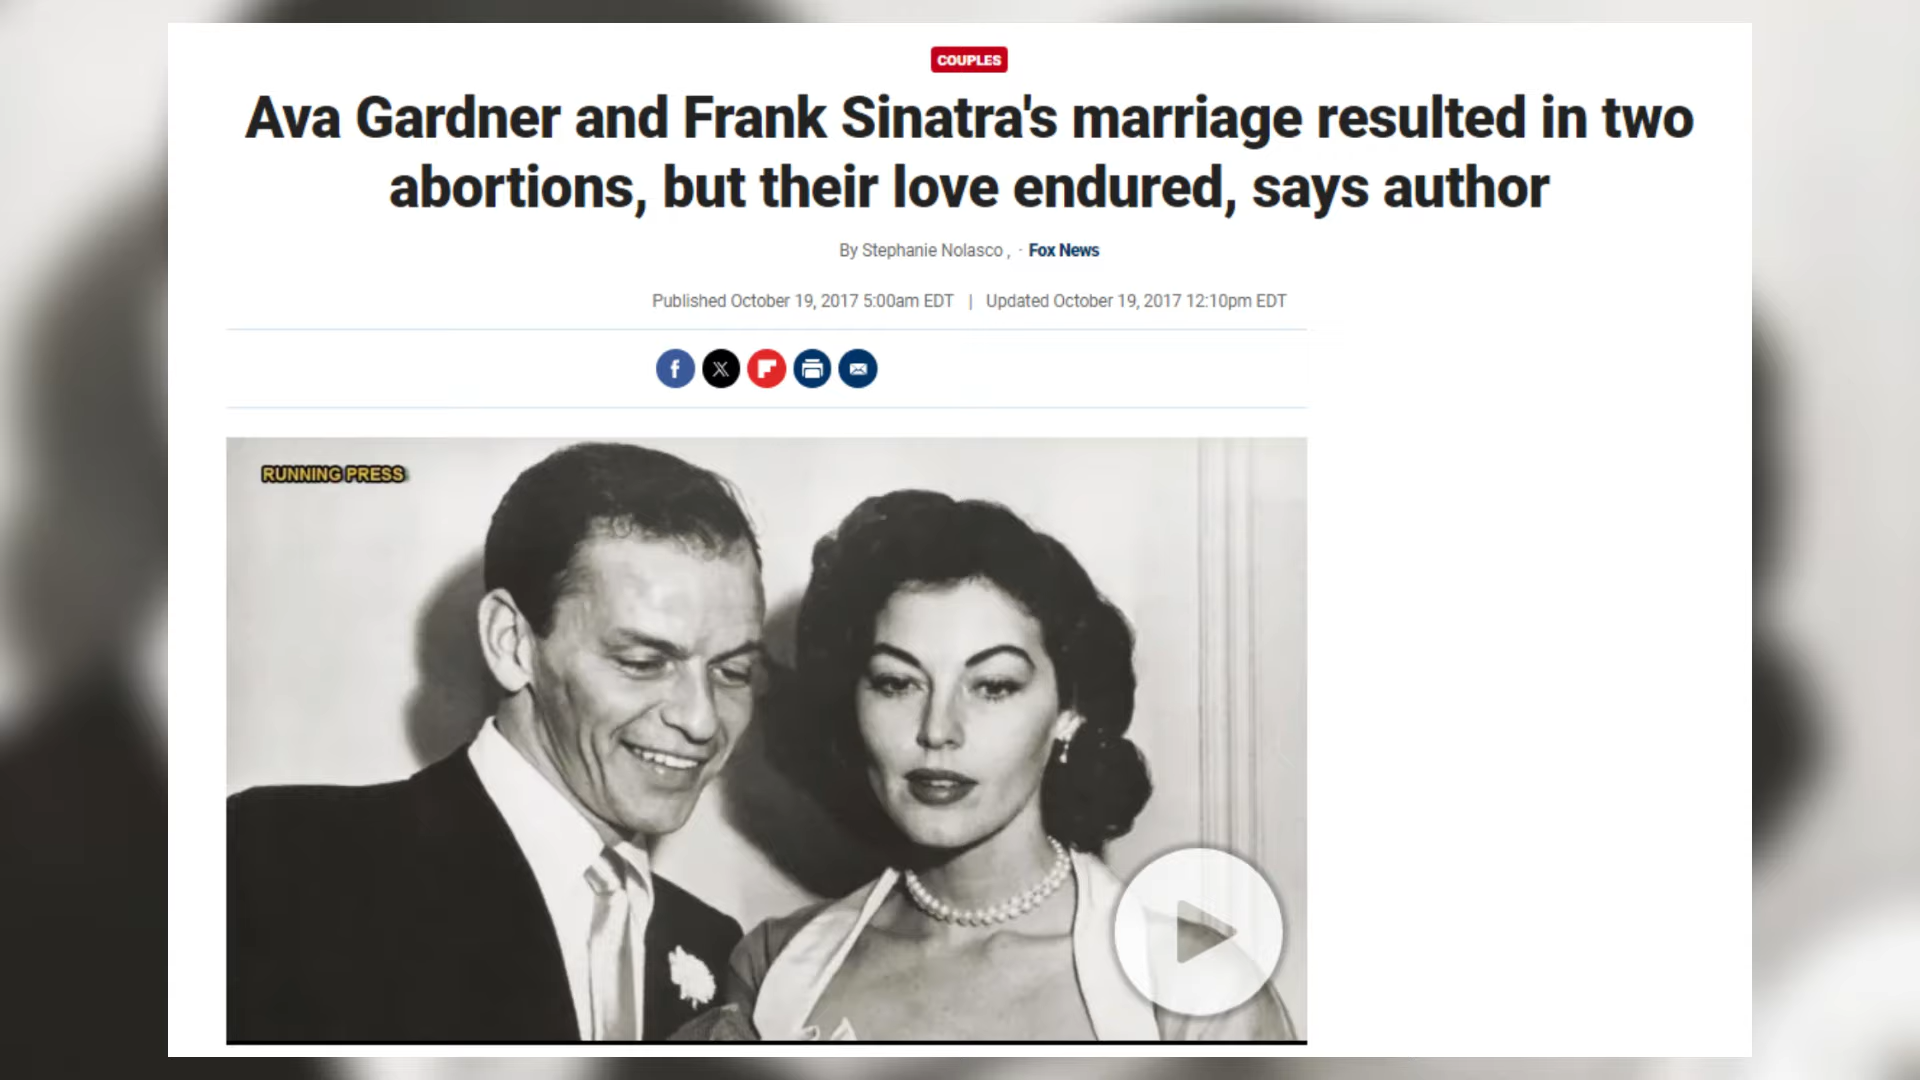 COUPLES
Ava Gardner and Frank Sinatra's marriage resulted in two
abortions, but their love endured, says author
By Stephanie Nolasco , · Fox News
Published October 19, 2017 5:00am EDT | Updated October 19, 2017 12:10pm EDT
RUNNING PRESS